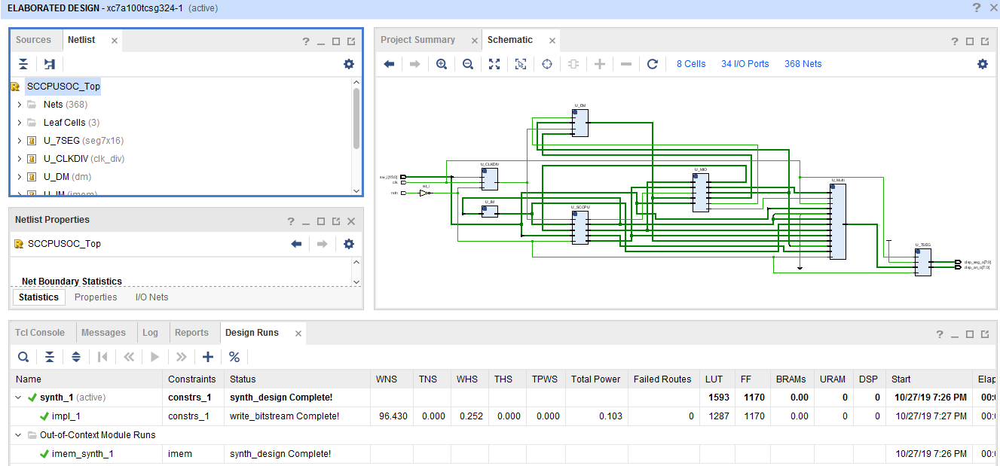 ELABORATED DESIGN - xc7a100tcsg324-1 (active)
Sources Netlist
SCCPUSOC_Top
Nets (368)
Leaf Cells (3)
U_7SEG (seg7x16)
U_CLKDIV (clk_div)
U_DM (dm)
U_IM (imem)
Netlist Properties
SCCPUSOC_Top
Net Boundary Statistics
Statistics Properties I/O Nets
Project Summary Schematic
8 Cells 34 I/O Ports 368 Nets
U_DM
U_CLKDIV
U_MIO
sw_i[15:0]
clk
rstn
U_Multi
U_IM
U_SCCPU
U_7SEG
disp_seg_o[7:0]
disp_an_o[7:0]
Tcl Console Messages Log Reports Design Runs
Name Constraints Status WNS TNS WHS THS TPWS Total Power Failed Routes LUT FF BRAMs URAM DSP Start
synth_1 (active) constrs_1 synth_design Complete! 1593 1170 0.00 0 0 10/27/19 7:26 PM 00:
impl_1 constrs_1 write_bitstream Complete! 96.430 0.000 0.252 0.000 0.000 0.103 0 1287 1170 0.00 0 0 10/27/19 7:27 PM 00:
Out-of-Context Module Runs
imem_synth_1 imem synth_design Complete! 10/27/19 7:26 PM 00: